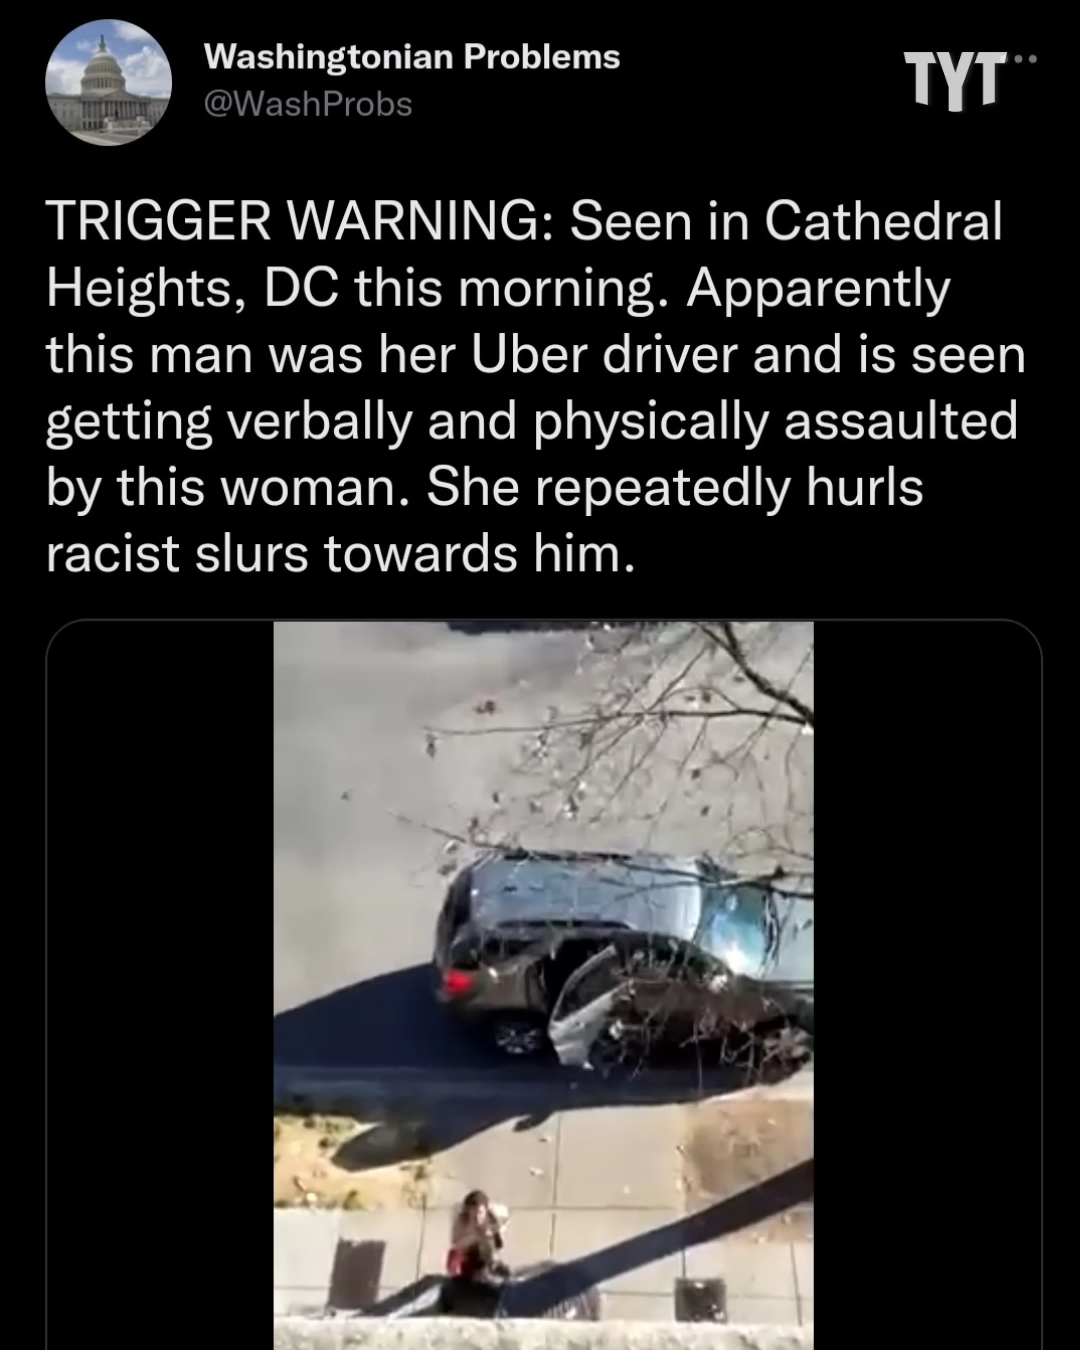 Washingtonian Problems
@WashProbs
TYT
TRIGGER WARNING: Seen in Cathedral
Heights, DC this morning. Apparently
this man was her Uber driver and is seen
getting verbally and physically assaulted
by this woman. She repeatedly hurls
racist slurs towards him.